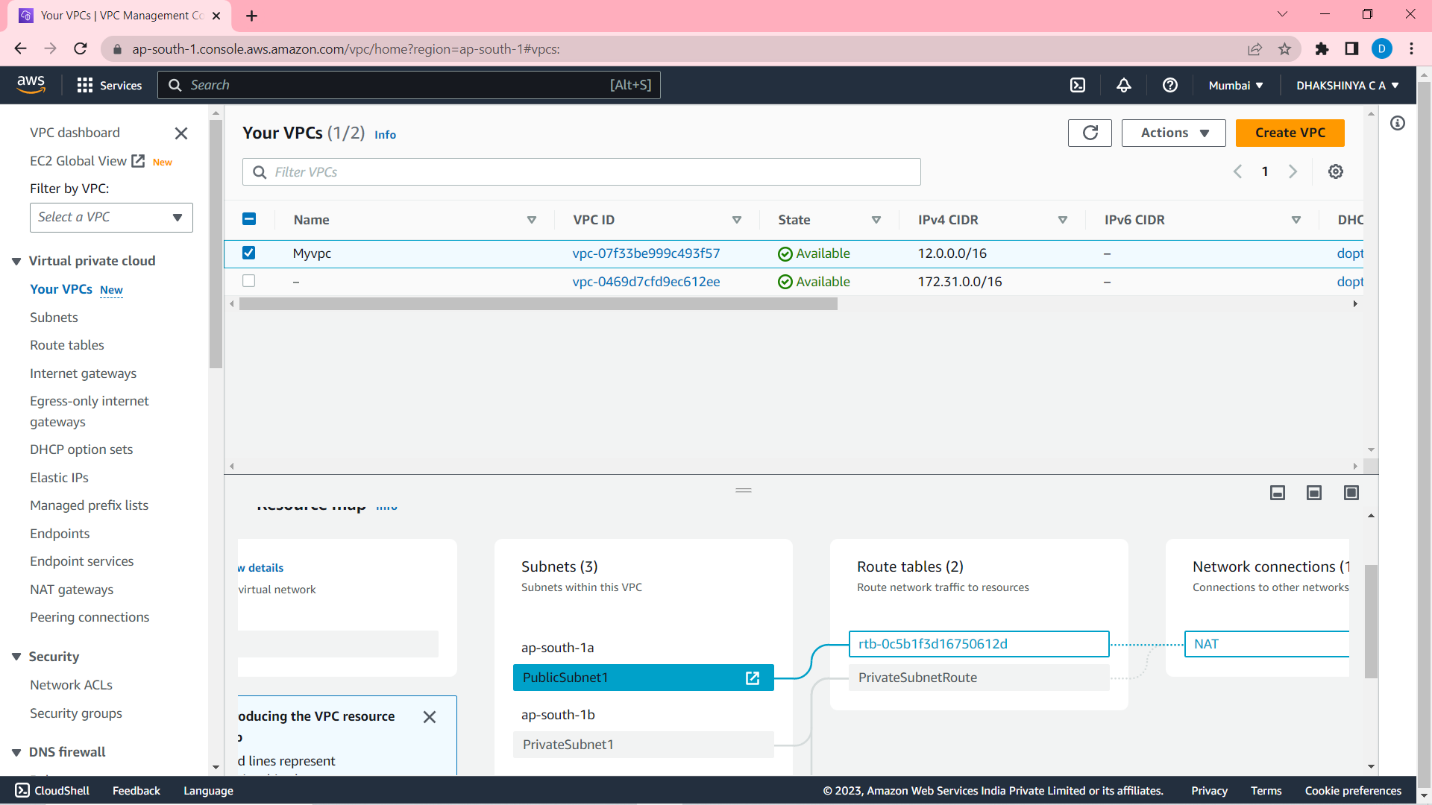 Your VPCs | VPC Management Co
ap-south-1.console.aws.amazon.com/vpc/home?region=ap-south-1#vpcs:
D
aws
Services
Search
[Alt+S]
Mumbai
DHAKSHINYA C A
VPC dashboard
EC2 Global View New
Filter by VPC:
Select a VPC
Virtual private cloud
Your VPCs New
Subnets
Route tables
Internet gateways
Egress-only internet
gateways
DHCP option sets
Elastic IPs
Managed prefix lists
Endpoints
Endpoint services
NAT gateways
Peering connections
Security
Network ACLs
Security groups
DNS firewall
Your VPCs (1/2) Info
Actions
Create VPC
Filter VPCs
1
Name VPC ID State IPv4 CIDR IPv6 CIDR DHC
Myvpc vpc-07f33be999c493f57 Available 12.0.0.0/16 – dopt
– vpc-0469d7cfd9ec612ee Available 172.31.0.0/16 – dopt
Resource map Info
w details
virtual network
oducing the VPC resource
p
d lines represent
Subnets (3)
Subnets within this VPC
ap-south-1a
PublicSubnet1
ap-south-1b
PrivateSubnet1
Route tables (2)
Route network traffic to resources
rtb-0c5b1f3d16750612d
PrivateSubnetRoute
Network connections (1
Connections to other networks
NAT
CloudShell
Feedback
Language
© 2023, Amazon Web Services India Private Limited or its affiliates.
Privacy
Terms
Cookie preferences